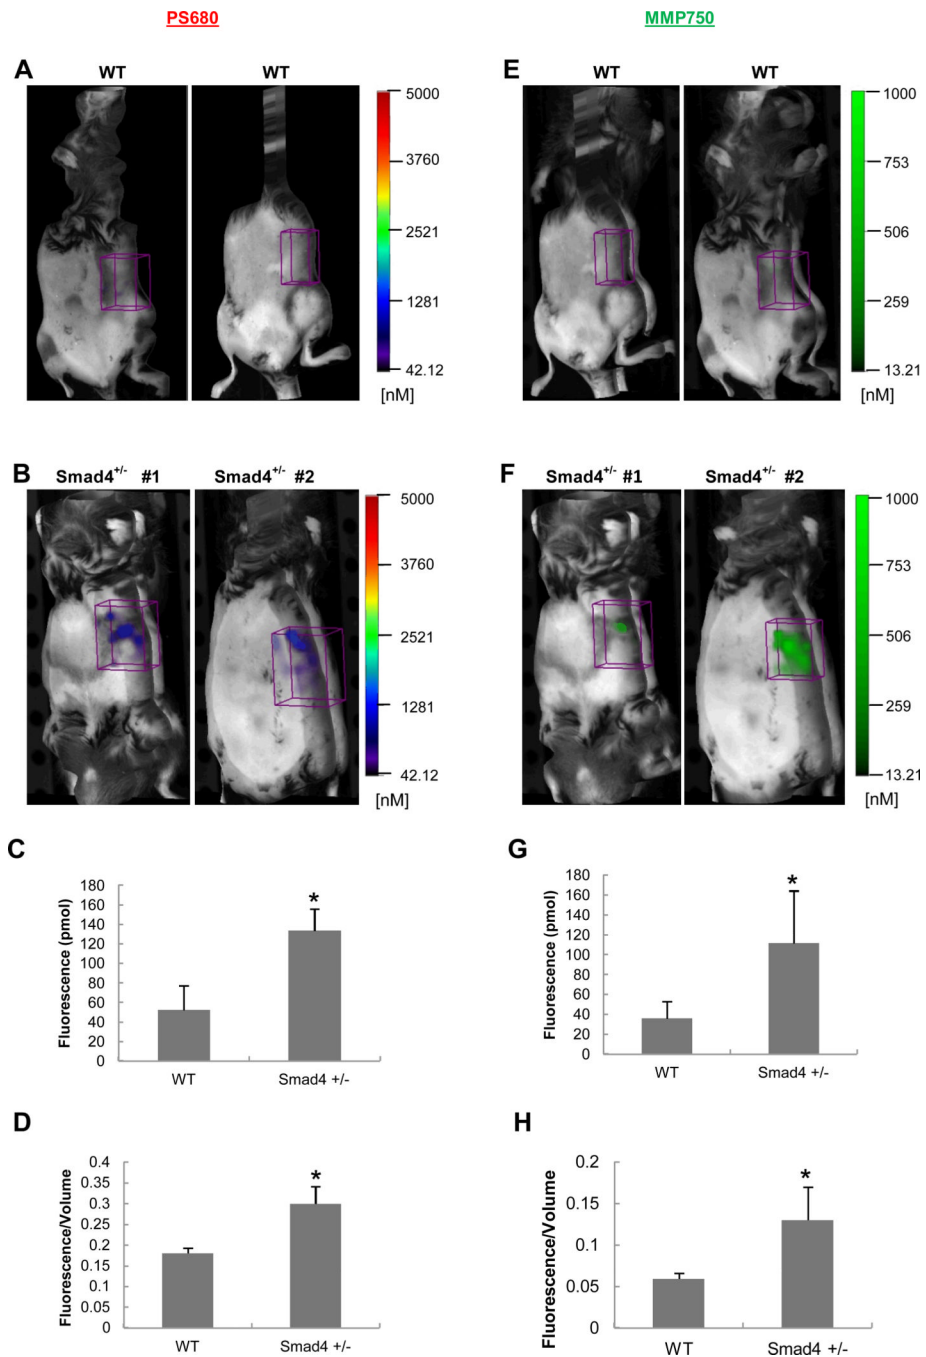 PS680
MMP750
A
WT
WT
5000
3760
2521
1281
42.12
[nM]
E
WT
WT
1000
753
506
259
13.21
[nM]
B
Smad4+/- #1
Smad4+/- #2
5000
3760
2521
1281
42.12
[nM]
F
Smad4+/- #1
Smad4+/- #2
1000
753
506
259
13.21
[nM]
C
Fluorescence (pmol)
180
160
140
120
100
80
60
40
20
0
*
WT
Smad4 +/-
G
Fluorescence (pmol)
180
160
140
120
100
80
60
40
20
0
*
WT
Smad4 +/-
D
Fluorescence/Volume
0.4
0.35
0.3
0.25
0.2
0.15
0.1
0.05
0
*
WT
Smad4 +/-
H
Fluorescence/Volume
0.2
0.15
0.1
0.05
0
*
WT
Smad4 +/-